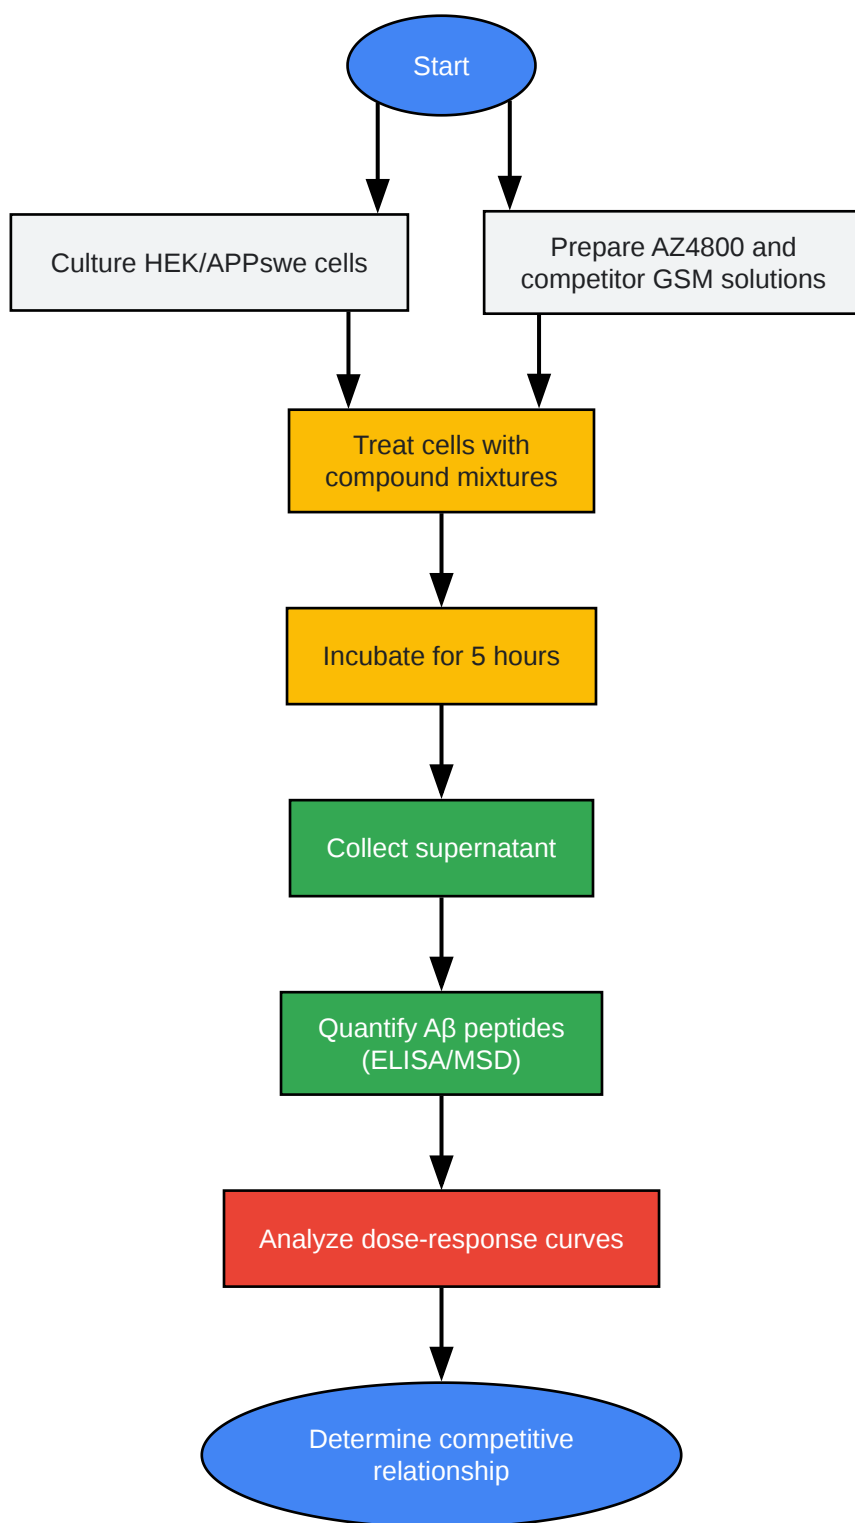 Start
Culture HEK/APPswe cells
Prepare AZ4800 and
competitor GSM solutions
Treat cells with
compound mixtures
Incubate for 5 hours
Collect supernatant
Quantify Aβ peptides
(ELISA/MSD)
Analyze dose-response curves
Determine competitive
relationship